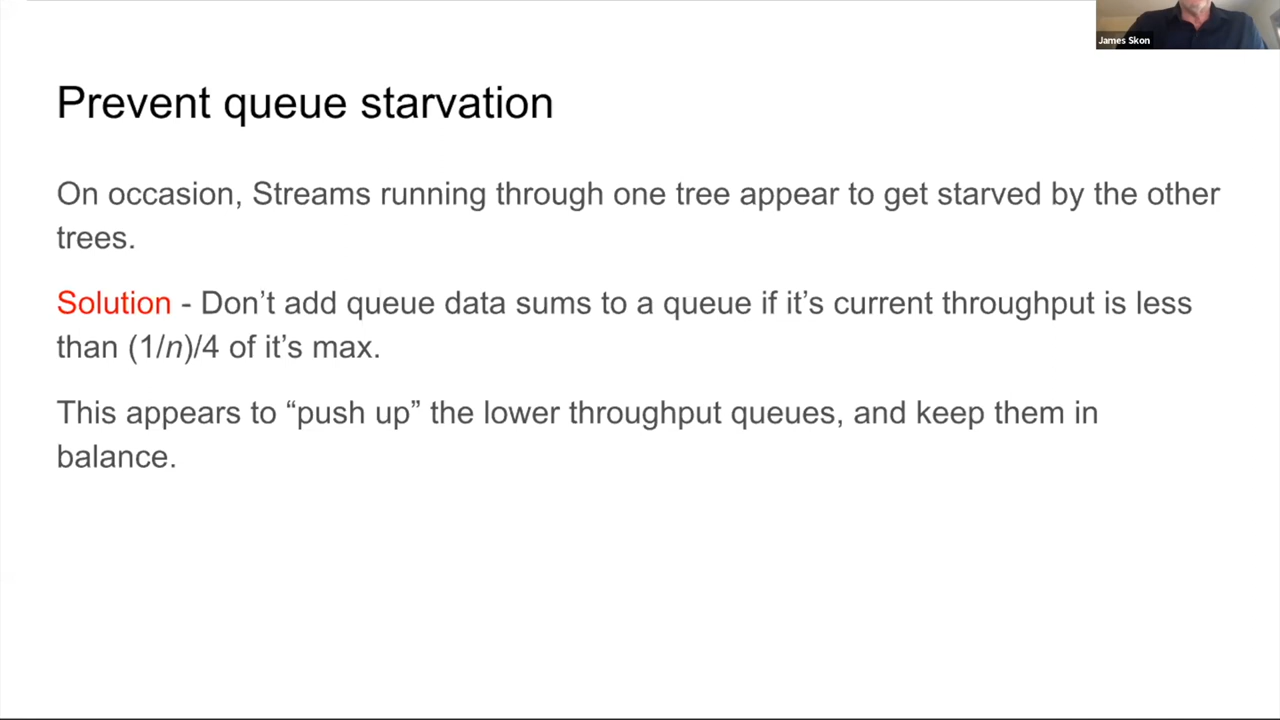 James Skon
Prevent queue starvation
On occasion, Streams running through one tree appear to get starved by the other
trees.
Solution - Don’t add queue data sums to a queue if it’s current throughput is less
than (1/n)/4 of it’s max.
This appears to “push up” the lower throughput queues, and keep them in
balance.